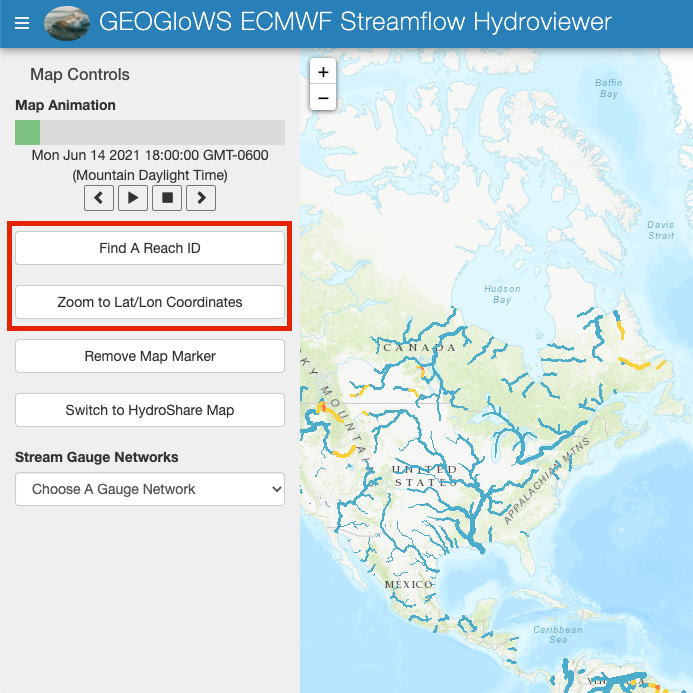 GEOGloWS ECMWF Streamflow Hydroviewer
Map Controls
Map Animation
Mon Jun 14 2021 18:00:00 GMT-0600
(Mountain Daylight Time)
Find A Reach ID
Zoom to Lat/Lon Coordinates
Remove Map Marker
Switch to HydroShare Map
Stream Gauge Networks
Choose A Gauge Network
+
−
Baffin
Bay
Davis
Strait
Hudson
Bay
CANADA
KY MOUNTA
UNITED
STATES
APPALACHIAN MTNS
MÉXICO
Caribbean
Sea